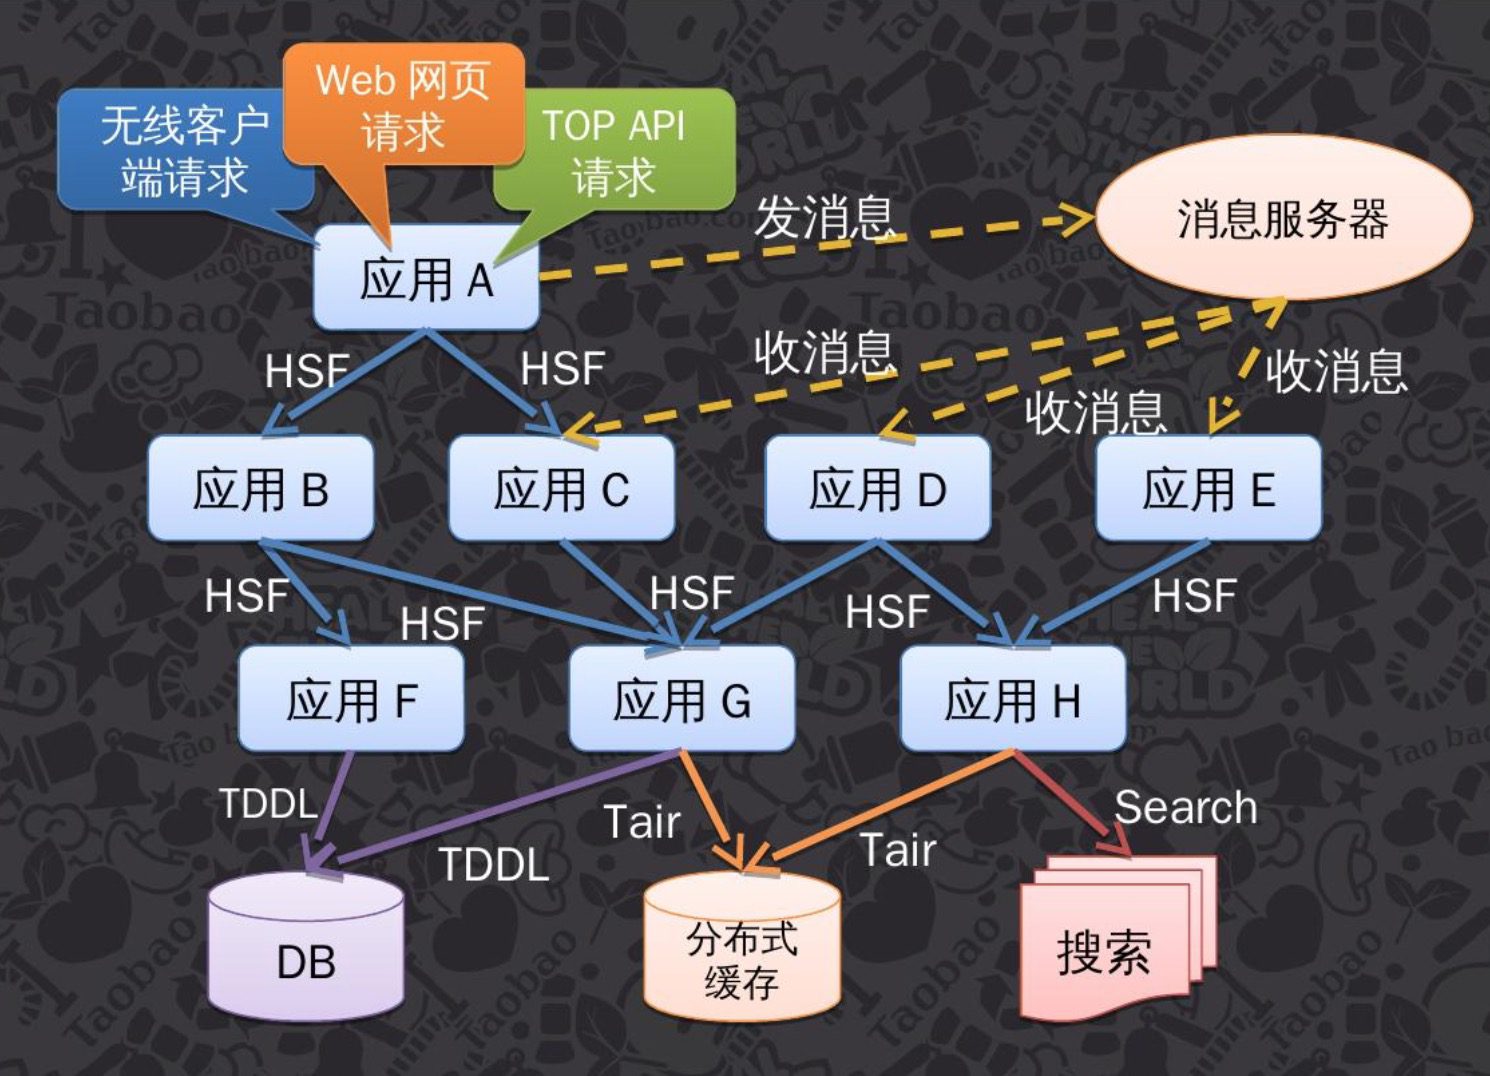 Web 网页
请求
无线客户
端请求
TOP API
请求
发消息
消息服务器
应用 A
HSF
HSF
收消息
收消息
收消息
应用 B
应用 C
应用 D
应用 E
HSF
HSF
HSF
HSF
HSF
应用 F
应用 G
应用 H
TDDL
TDDL
Tair
Tair
Search
DB
分布式
缓存
搜索